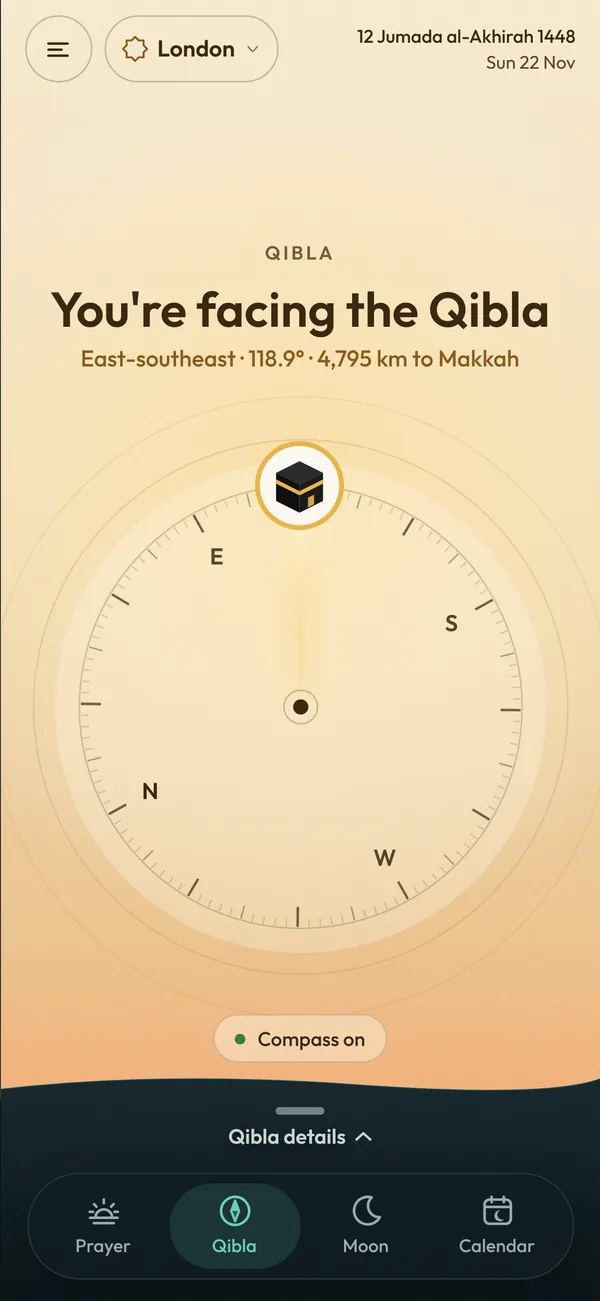 London
12 Jumada al-Akhirah 1448
Sun 22 Nov
QIBLA
You're facing the Qibla
East-southeast · 118.9° · 4,795 km to Makkah
E
S
N
W
Compass on
Qibla details
Prayer
Qibla
Moon
Calendar